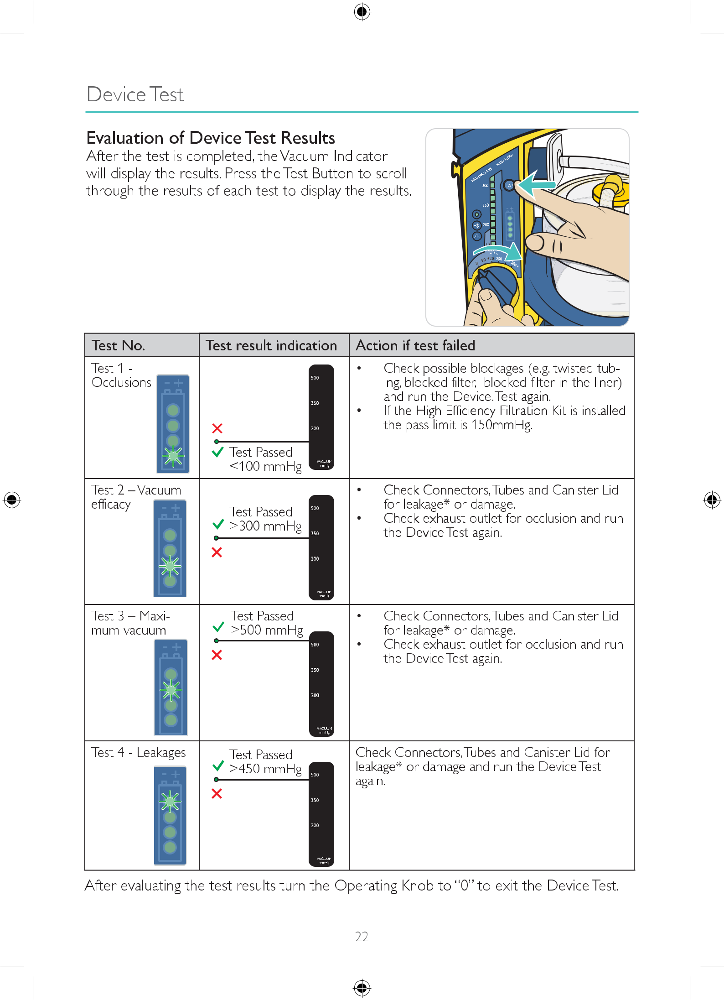 Device Test
Evaluation of Device Test Results
After the test is completed, the Vacuum Indicator
will display the results. Press the Test Button to scroll
through the results of each test to display the results.
HIGH VACUUM
HIGH FLOW
500
TEST
350
- +
200
50
0 80 120 200 500+
Test No.
Test result indication
Action if test failed
Test 1 -
Occlusions
- +
500
350
200
Test Passed
<100 mmHg
VACUUM
mmHg
• Check possible blockages (e.g. twisted tub-
ing, blocked filter, blocked filter in the liner)
and run the Device.Test again.
• If the High Efficiency Filtration Kit is installed
the pass limit is 150mmHg.
Test 2 – Vacuum
efficacy
- +
Test Passed
>300 mmHg
500
350
200
VACUUM
mmHg
• Check Connectors, Tubes and Canister Lid
for leakage* or damage.
• Check exhaust outlet for occlusion and run
the Device Test again.
Test 3 – Maxi-
mum vacuum
- +
Test Passed
>500 mmHg
500
350
200
VACUUM
mmHg
• Check Connectors, Tubes and Canister Lid
for leakage* or damage.
• Check exhaust outlet for occlusion and run
the Device Test again.
Test 4 - Leakages
- +
Test Passed
>450 mmHg
500
350
200
VACUUM
mmHg
Check Connectors, Tubes and Canister Lid for
leakage* or damage and run the Device Test
again.
After evaluating the test results turn the Operating Knob to “0” to exit the Device Test.
22